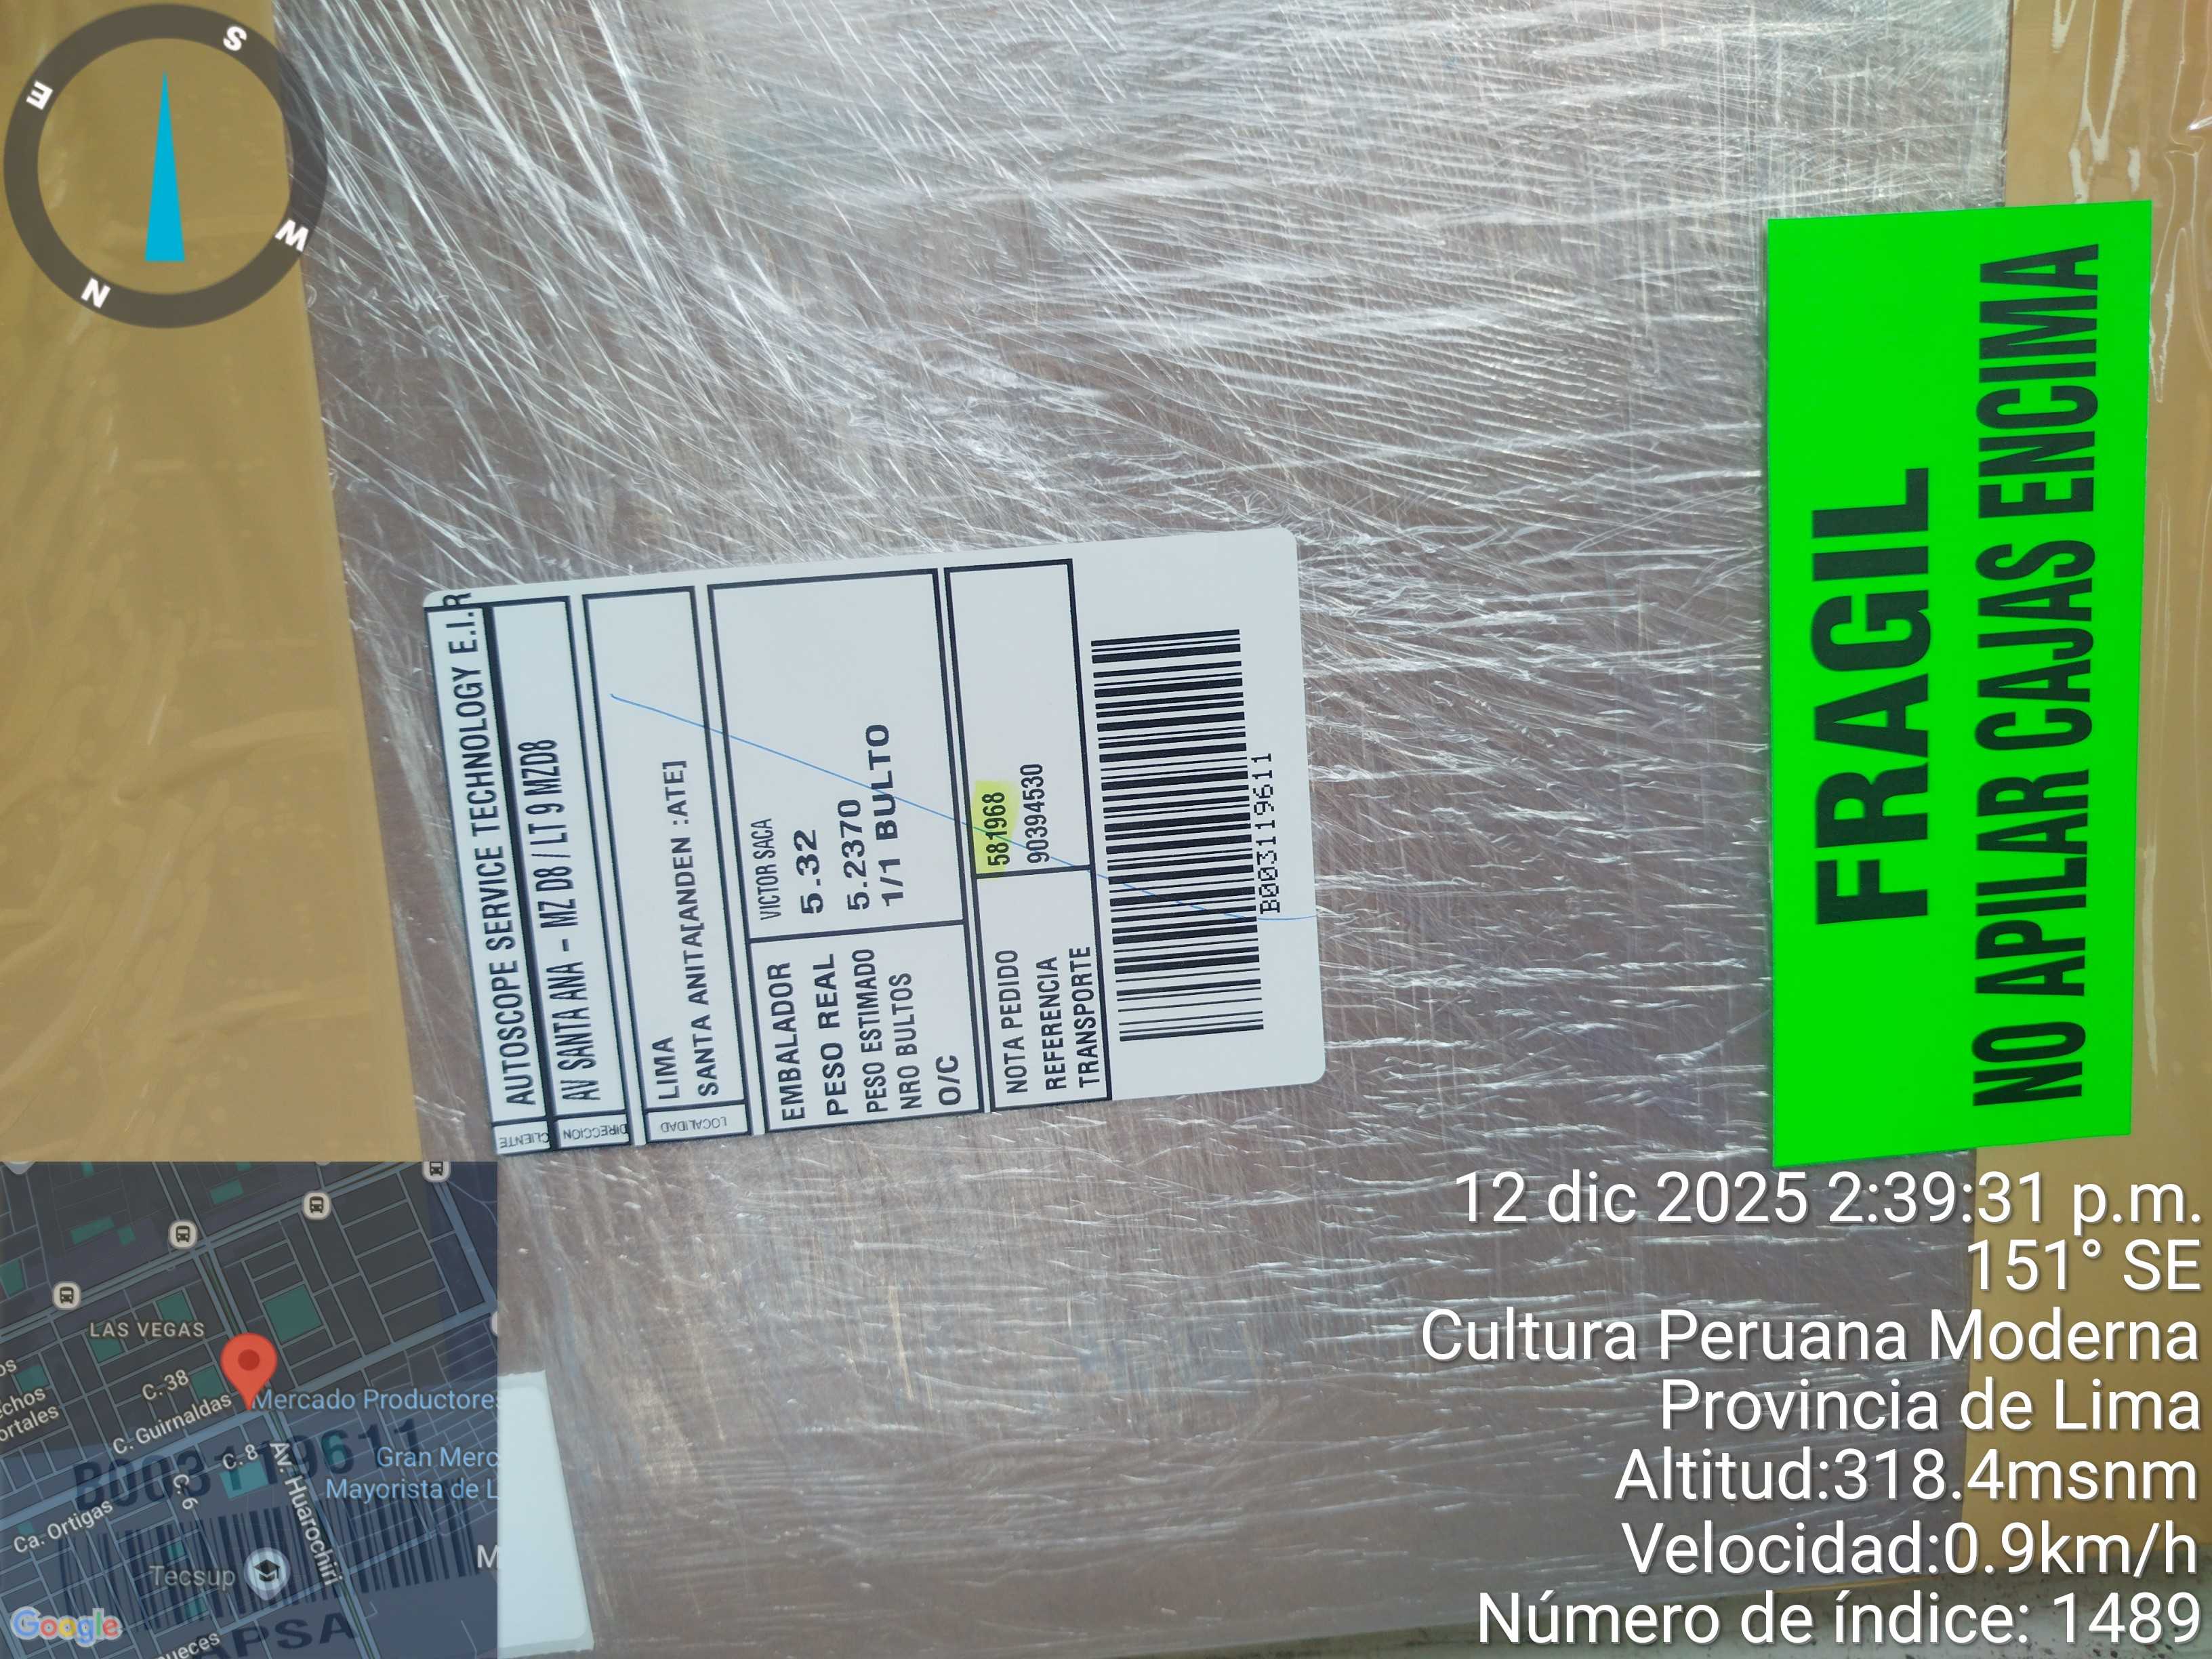 S
E
W
N
CLIENTE AUTOSCOPE SERVICE TECHNOLOGY E.I.R
DIRECCION AV SANTA ANA - MZ D8 / LT 9 MZD8
LOCALIDAD LIMA
SANTA ANITA[ANDEN :ATE]
EMBALADOR VICTOR SACA
PESO REAL 5.32
PESO ESTIMADO 5.2370
NRO BULTOS 1/1 BULTO
O/C
NOTA PEDIDO 581968
REFERENCIA 90394530
TRANSPORTE
B003119611
FRAGIL
NO APILAR CAJAS ENCIMA
LAS VEGAS
C. 38
C. Guirnaldas
Mercado Productores
Gran Merc
Mayorista de L
C. 8
C. 6
Av. Huarochiri
Ca. Ortigas
Tecsup
Google
B003119611
APSA
12 dic 2025 2:39:31 p.m.
151° SE
Cultura Peruana Moderna
Provincia de Lima
Altitud:318.4msnm
Velocidad:0.9km/h
Número de índice: 1489